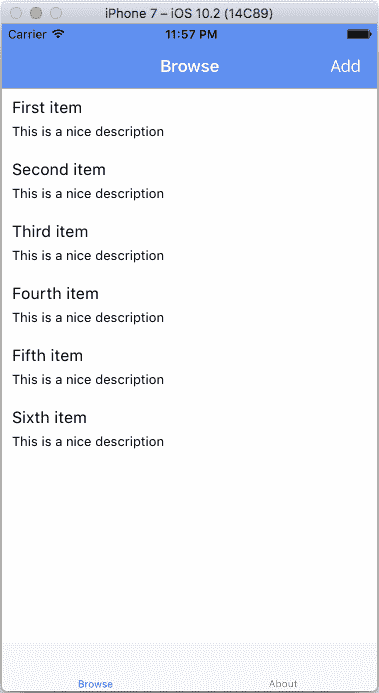 iPhone 7 – iOS 10.2 (14C89)
Carrier 11:57 PM
Browse Add
First item
This is a nice description
Second item
This is a nice description
Third item
This is a nice description
Fourth item
This is a nice description
Fifth item
This is a nice description
Sixth item
This is a nice description
Browse About